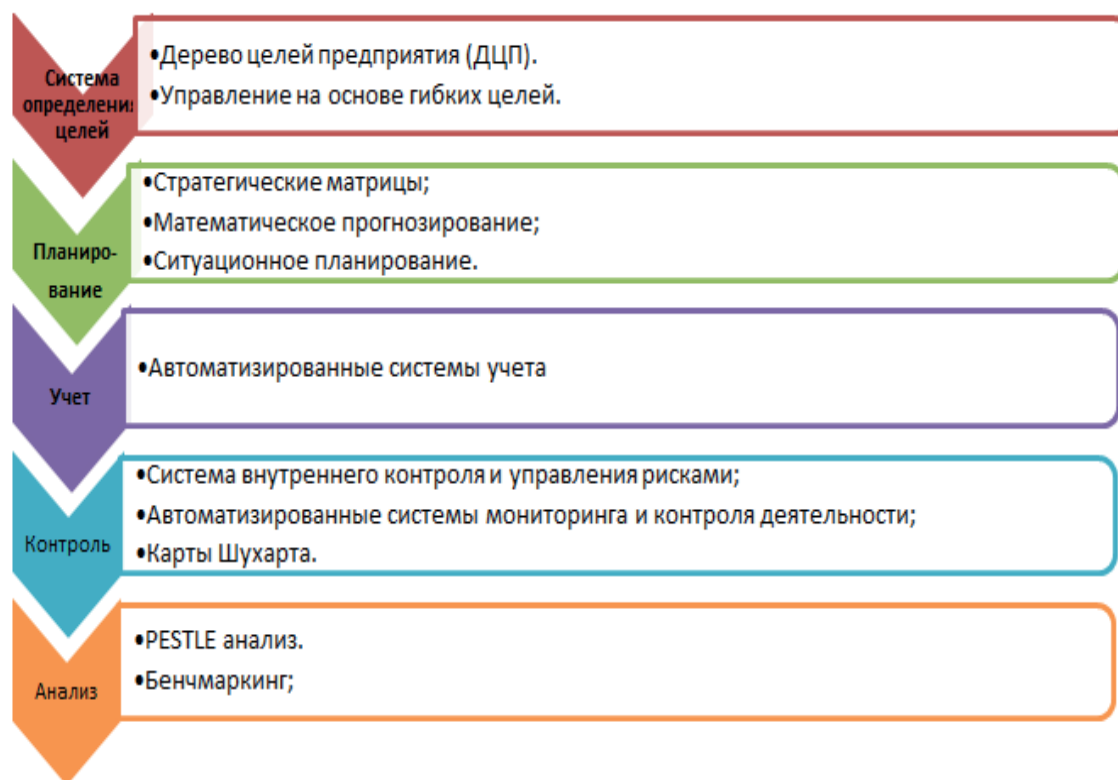 Система
определения
целей
•Дерево целей предприятия (ДЦП).
•Управление на основе гибких целей.
Планиро-
вание
•Стратегические матрицы;
•Математическое прогнозирование;
•Ситуационное планирование.
Учет
•Автоматизированные системы учета
Контроль
•Система внутреннего контроля и управления рисками;
•Автоматизированные системы мониторинга и контроля деятельности;
•Карты Шухарта.
Анализ
•PESTLE анализ.
•Бенчмаркинг;